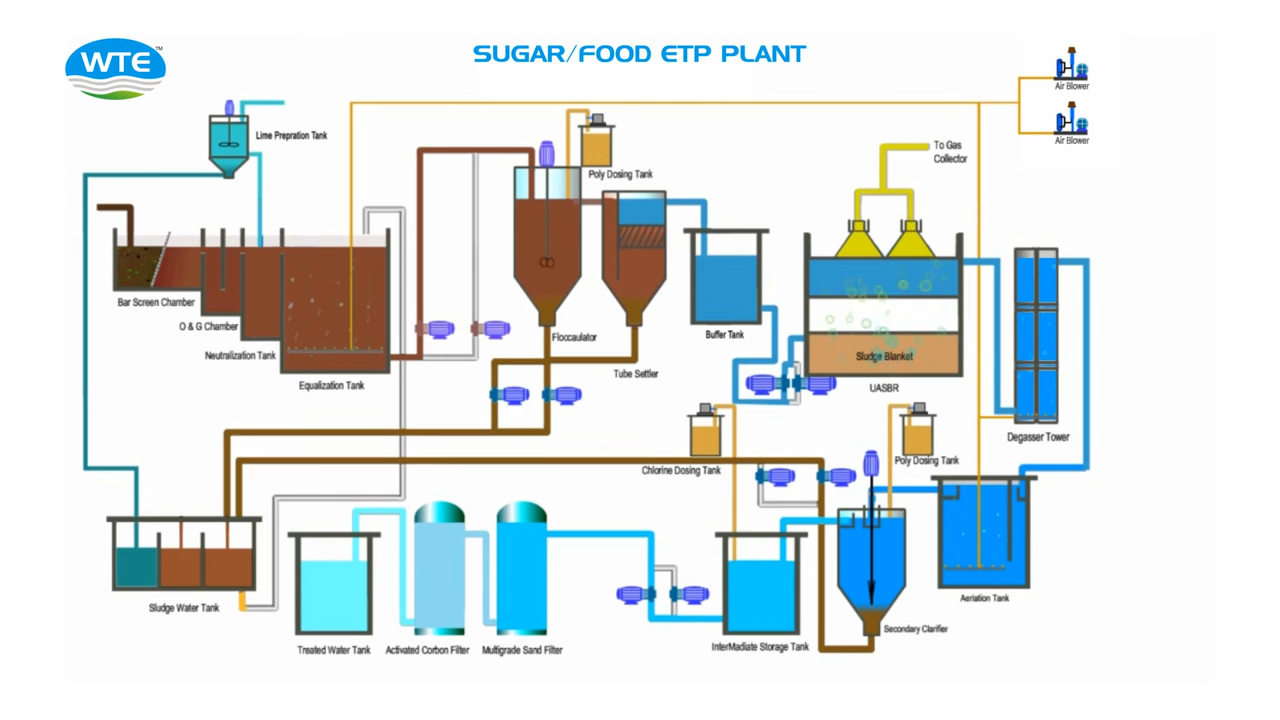 WTE™
SUGAR/FOOD ETP PLANT
Air Blower
Air Blower
Lime Prepration Tank
Poly Dosing Tank
To Gas
Collector
Bar Screen Chamber
O & G Chamber
Neutralization Tank
Equalization Tank
Floccaulator
Tube Settler
Buffer Tank
Sludge Blanket
UASBR
Degasser Tower
Chlorine Dosing Tank
Poly Dosing Tank
Sludge Water Tank
Treated Water Tank
Activated Corbon Filter
Multigrade Sand Filter
InterMadiate Storage Tank
Secondary Clarifier
Aeriation Tank